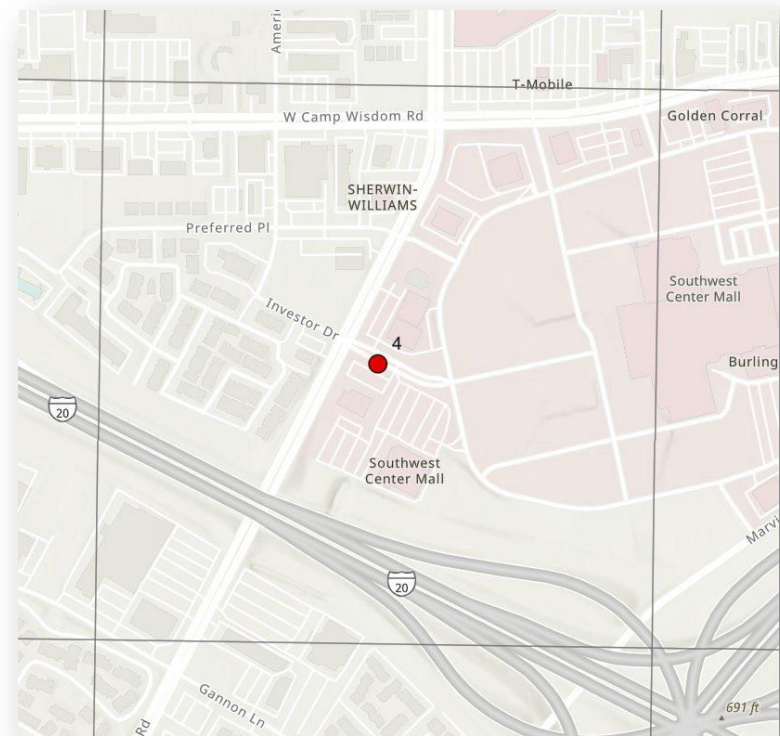 Ameri
T-Mobile
W Camp Wisdom Rd
Golden Corral
SHERWIN-
WILLIAMS
Preferred Pl
Southwest
Center Mall
Investor Dr
4
Burling
20
Southwest
Center Mall
Marvi
20
Gannon Ln
691 ft
Rd